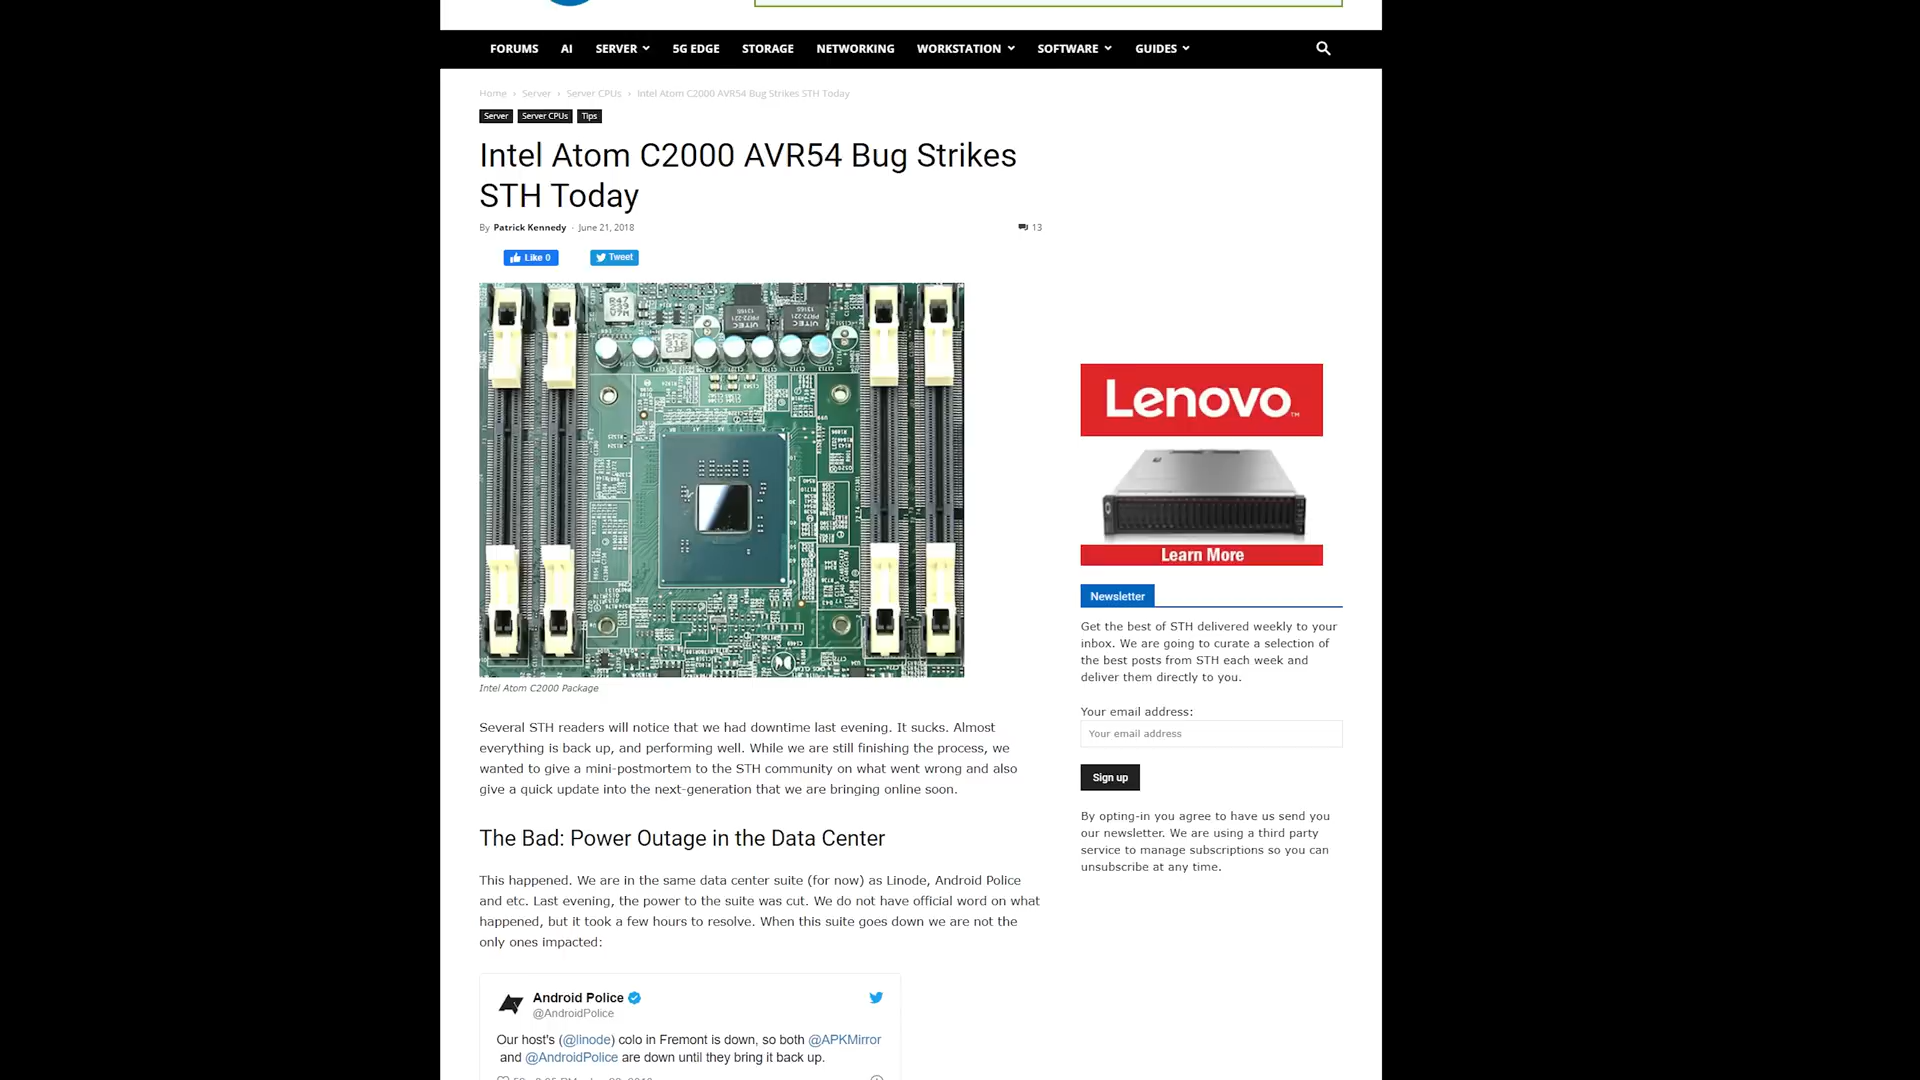 FORUMS AI SERVER 5G EDGE STORAGE NETWORKING WORKSTATION SOFTWARE GUIDES
Home › Server › Server CPUs › Intel Atom C2000 AVR54 Bug Strikes STH Today
Server Server CPUs Tips
Intel Atom C2000 AVR54 Bug Strikes
STH Today
By Patrick Kennedy - June 21, 2018
13
Like 0
Tweet
Intel Atom C2000 Package
Several STH readers will notice that we had downtime last evening. It sucks. Almost
everything is back up, and performing well. While we are still finishing the process, we
wanted to give a mini-postmortem to the STH community on what went wrong and also
give a quick update into the next-generation that we are bringing online soon.
The Bad: Power Outage in the Data Center
This happened. We are in the same data center suite (for now) as Linode, Android Police
and etc. Last evening, the power to the suite was cut. We do not have official word on what
happened, but it took a few hours to resolve. When this suite goes down we are not the
only ones impacted:
Android Police
@AndroidPolice
Our host's (@linode) colo in Fremont is down, so both @APKMirror
and @AndroidPolice are down until they bring it back up.
Lenovo™
Learn More
Newsletter
Get the best of STH delivered weekly to your
inbox. We are going to curate a selection of
the best posts from STH each week and
deliver them directly to you.
Your email address:
Your email address
Sign up
By opting-in you agree to have us send you
our newsletter. We are using a third party
service to manage subscriptions so you can
unsubscribe at any time.